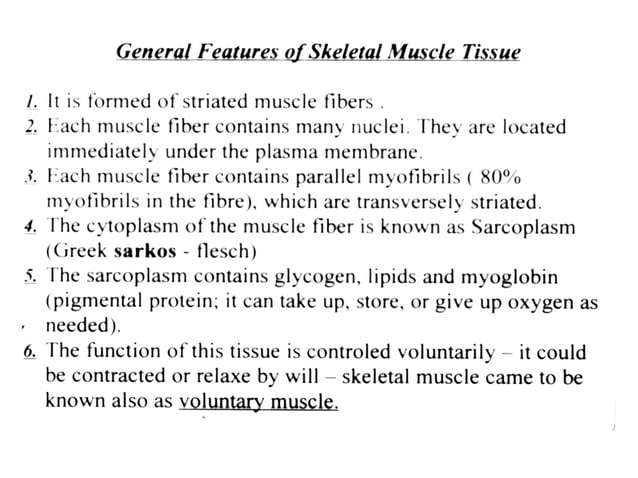 General Features of Skeletal Muscle Tissue
1. It is formed of striated muscle fibers .
2. Each muscle fiber contains many nuclei. They are located
immediately under the plasma membrane.
3. Each muscle fiber contains parallel myofibrils ( 80%
myofibrils in the fibre), which are transversely striated.
4. The cytoplasm of the muscle fiber is known as Sarcoplasm
(Greek sarkos - flesch)
5. The sarcoplasm contains glycogen, lipids and myoglobin
(pigmental protein; it can take up, store, or give up oxygen as
needed).
6. The function of this tissue is controled voluntarily – it could
be contracted or relaxe by will – skeletal muscle came to be
known also as voluntary muscle.